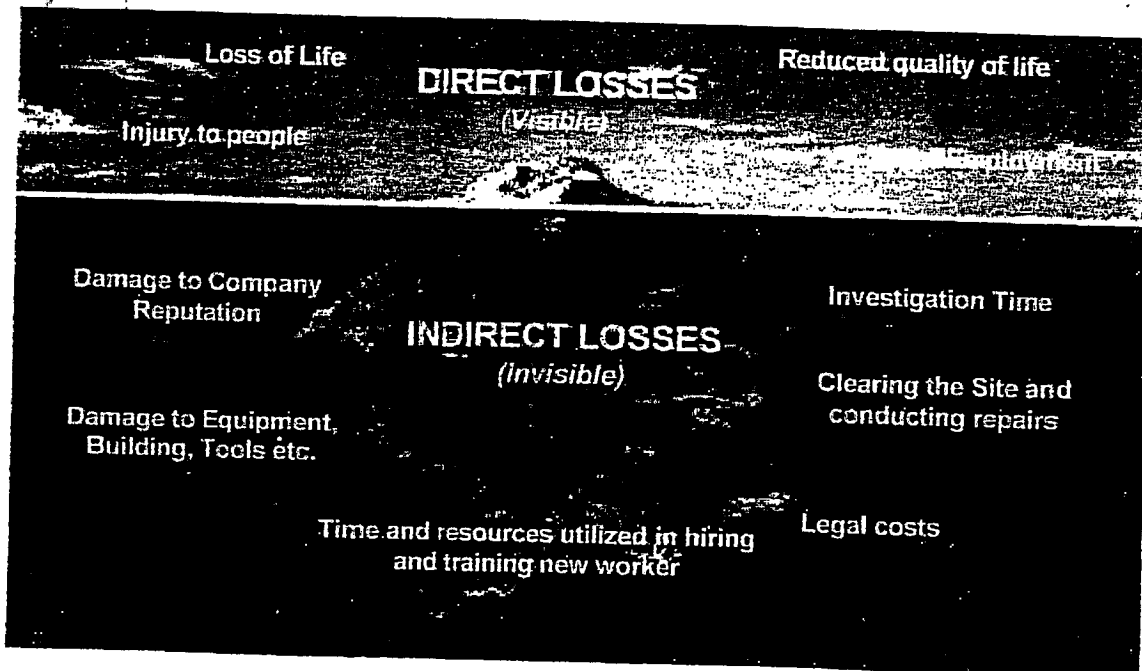 Loss of Life
DIRECT LOSSES
(Visible)
Reduced quality of life
Injury to people
Employment
Damage to Company
Reputation
INDIRECT LOSSES
(invisible)
Investigation Time
Damage to Equipment,
Building, Tools etc.
Clearing the Site and
conducting repairs
Time and resources utilized in hiring
and training new worker
Legal costs